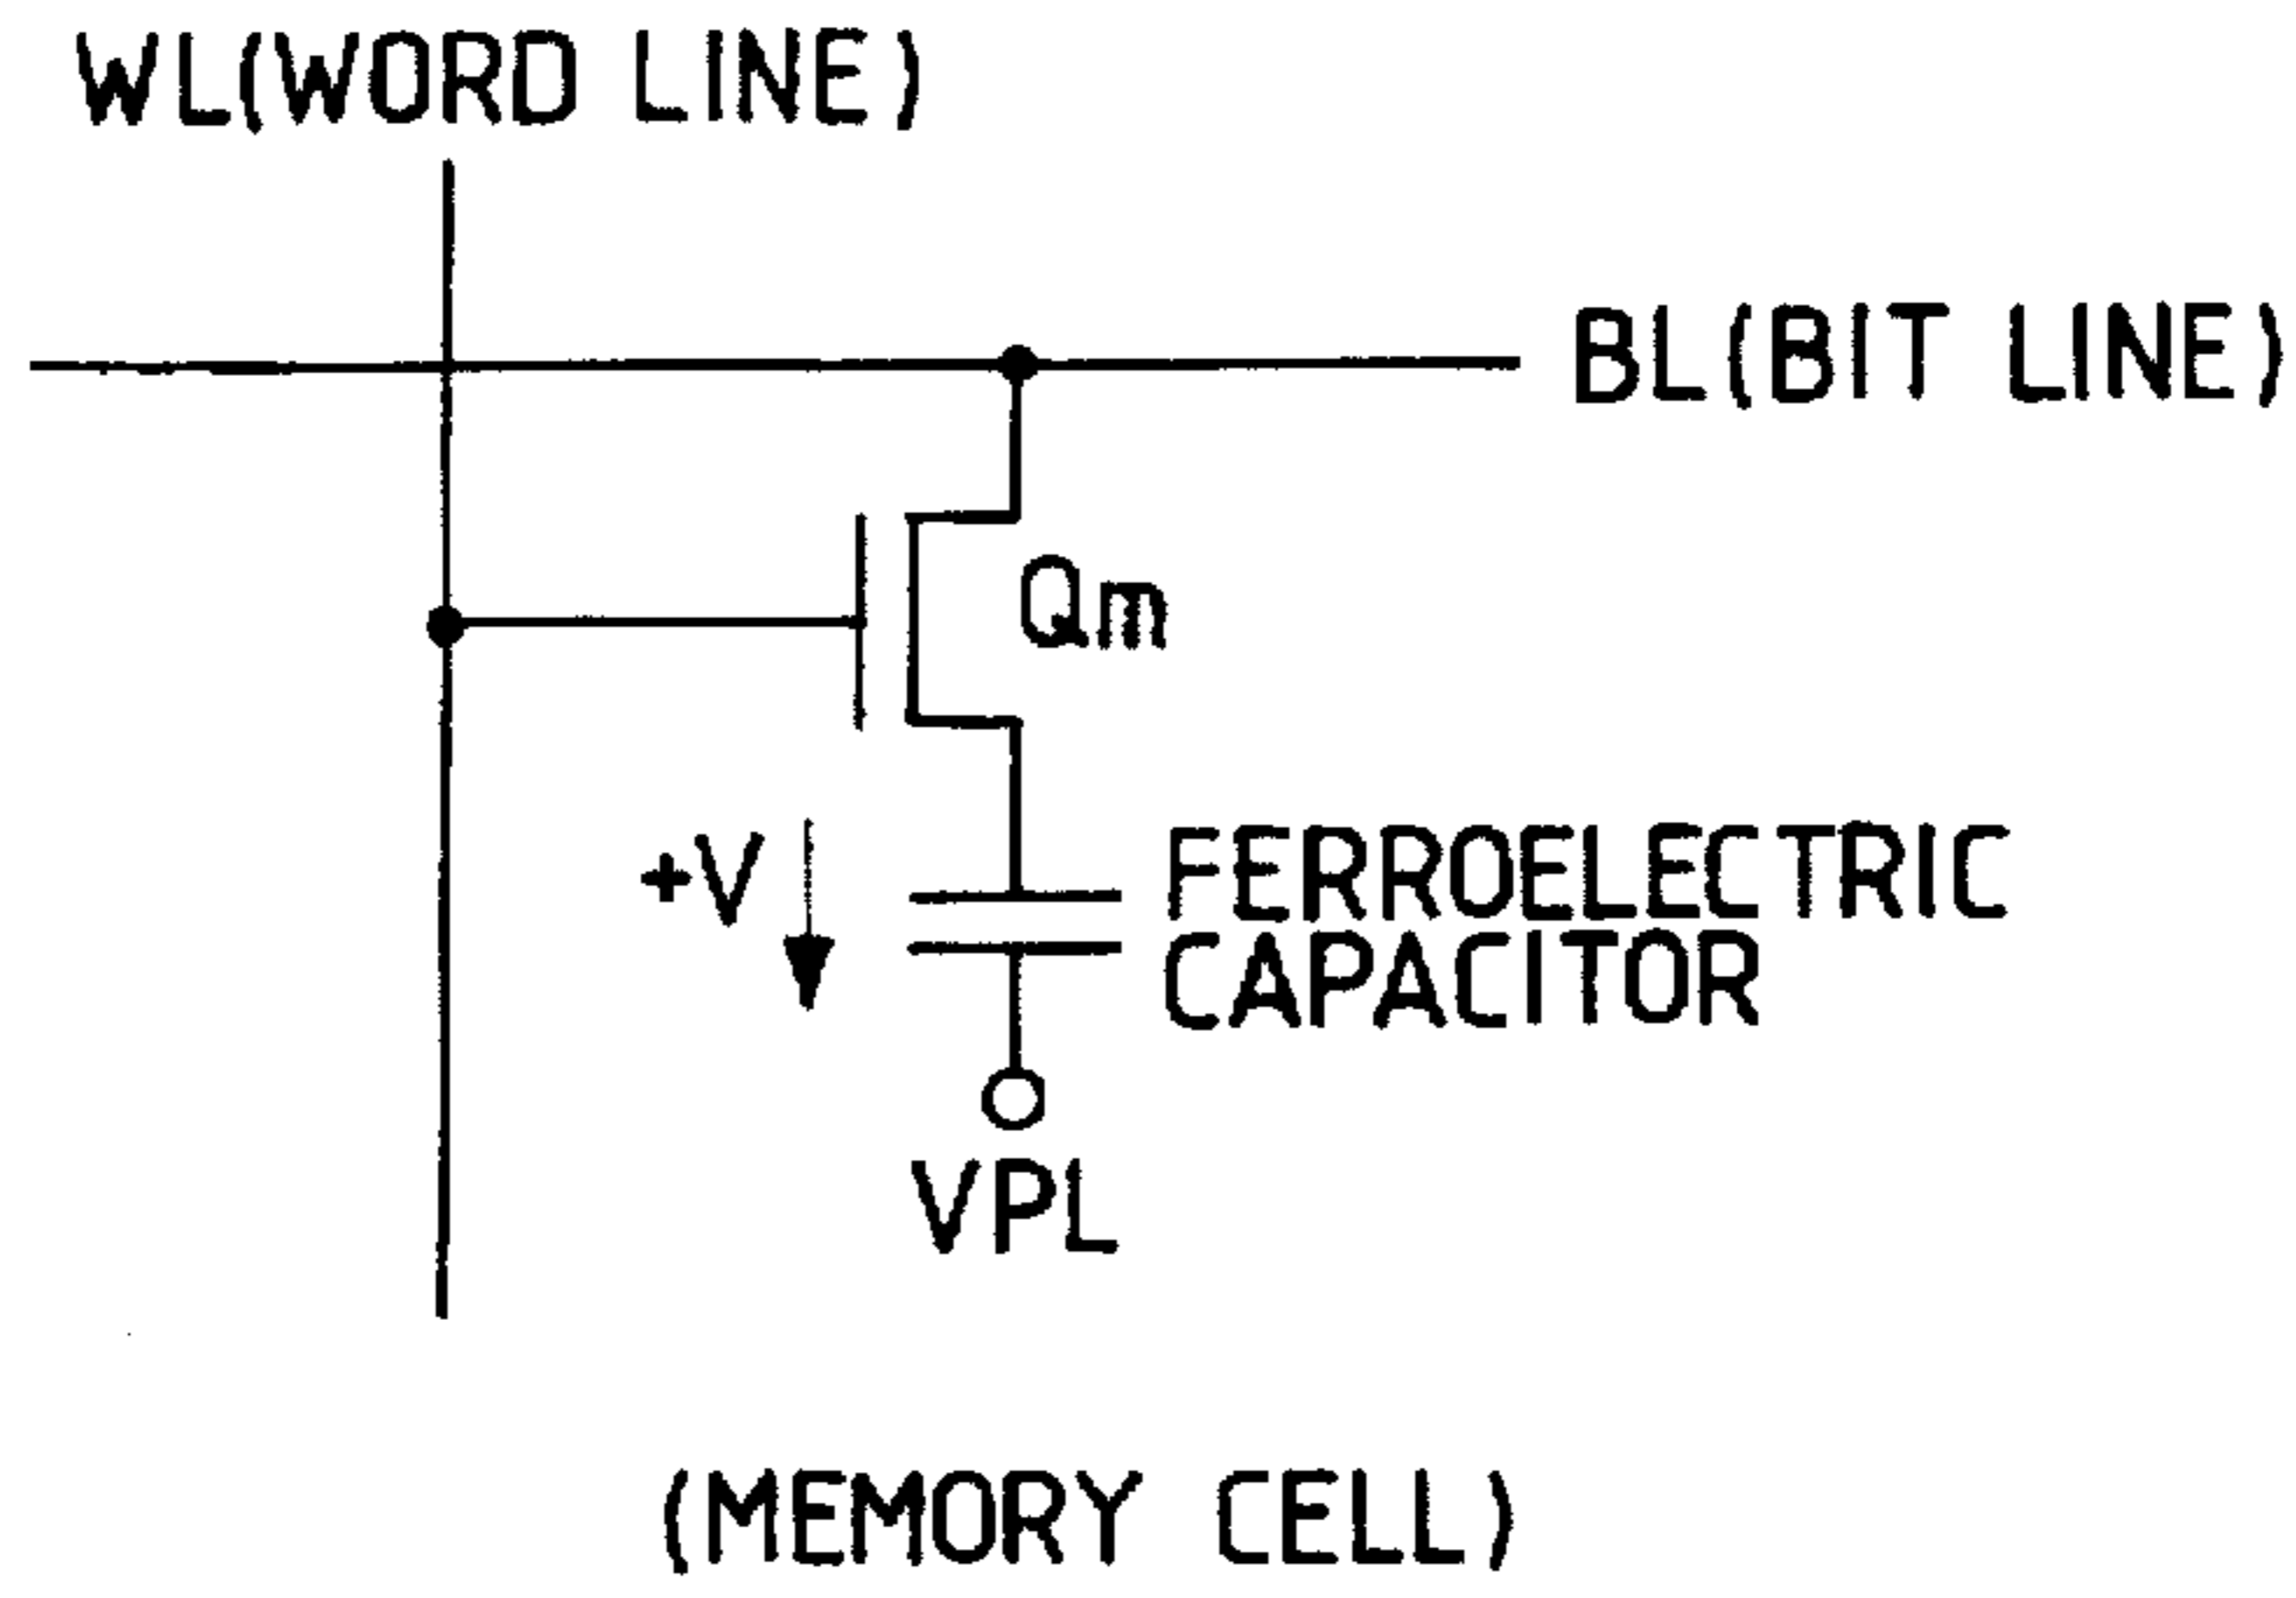 WL(WORD LINE)
BL(BIT LINE)
Qm
+V
FERROELECTRIC
CAPACITOR
VPL
(MEMORY CELL)